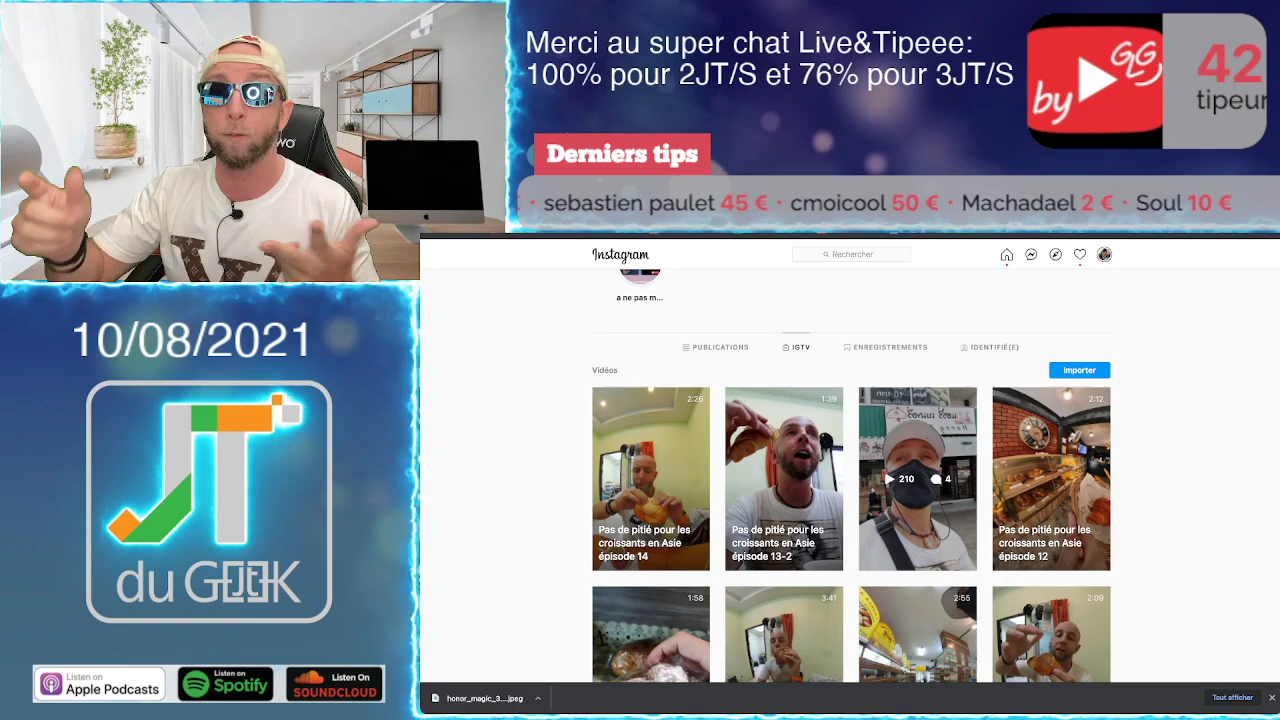 Merci au super chat Live&Tipeee:
100% pour 2JT/S et 76% pour 3JT/S
by
GLG
42
tipeur
Derniers tips
· sebastien paulet 45 € · cmoicool 50 € · Machadael 2 € · Soul 10 €
Instagram
Rechercher
a ne pas m...
PUBLICATIONS
IGTV
ENREGISTREMENTS
IDENTIFIÉ(E)
Vidéos
Importer
2:26
Pas de pitié pour les
croissants en Asie
épisode 14
1:39
Pas de pitié pour les
croissants en Asie
épisode 13-2
210
4
2:12
Pas de pitié pour les
croissants en Asie
épisode 12
1:58
3:41
2:55
2:09
honor_magic_3....jpeg
Tout afficher
10/08/2021
JT
du GEEK
Listen on
Apple Podcasts
Listen on
Spotify
Listen On
SOUNDCLOUD